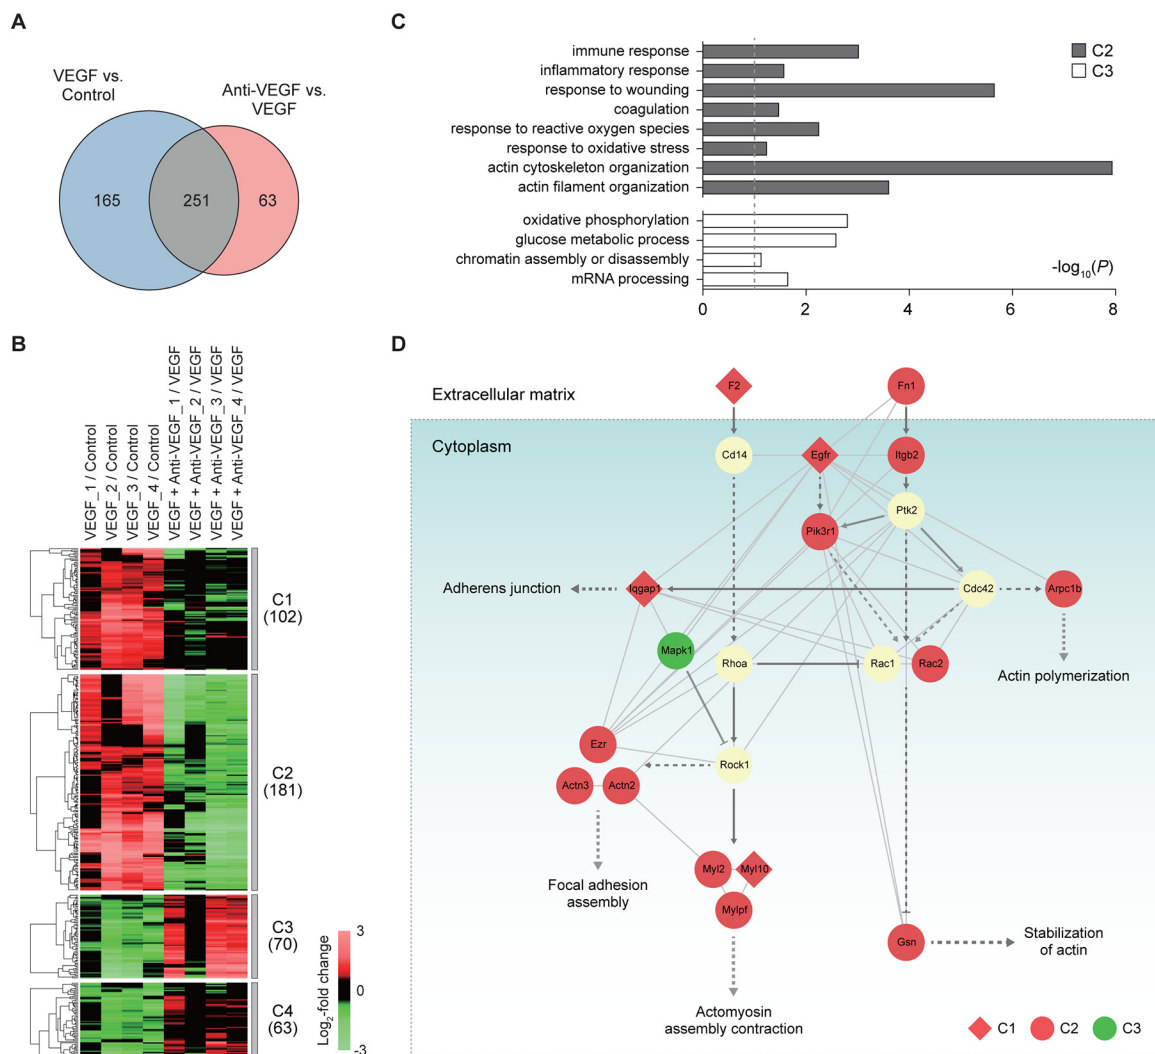 A
VEGF vs.
Control
Anti-VEGF vs.
VEGF
165
251
63
B
VEGF_1 / Control
VEGF_2 / Control
VEGF_3 / Control
VEGF_4 / Control
VEGF + Anti-VEGF_1 / VEGF
VEGF + Anti-VEGF_2 / VEGF
VEGF + Anti-VEGF_3 / VEGF
VEGF + Anti-VEGF_4 / VEGF
C1
(102)
C2
(181)
C3
(70)
C4
(63)
Log2-fold change
3
0
-3
C
immune response
inflammatory response
response to wounding
coagulation
response to reactive oxygen species
response to oxidative stress
actin cytoskeleton organization
actin filament organization
oxidative phosphorylation
glucose metabolic process
chromatin assembly or disassembly
mRNA processing
C2
C3
-log10(P)
0
2
4
6
8
D
Extracellular matrix
F2
Fn1
Cytoplasm
Cd14
Egfr
Itgb2
Ptk2
Pik3r1
Adherens junction
Iqgap1
Cdc42
Arpc1b
Mapk1
Rhoa
Rac1
Rac2
Actin polymerization
Ezr
Rock1
Actn3
Actn2
Myl2
Myl10
Focal adhesion
assembly
Mylpf
Gsn
Stabilization
of actin
Actomyosin
assembly contraction
C1
C2
C3